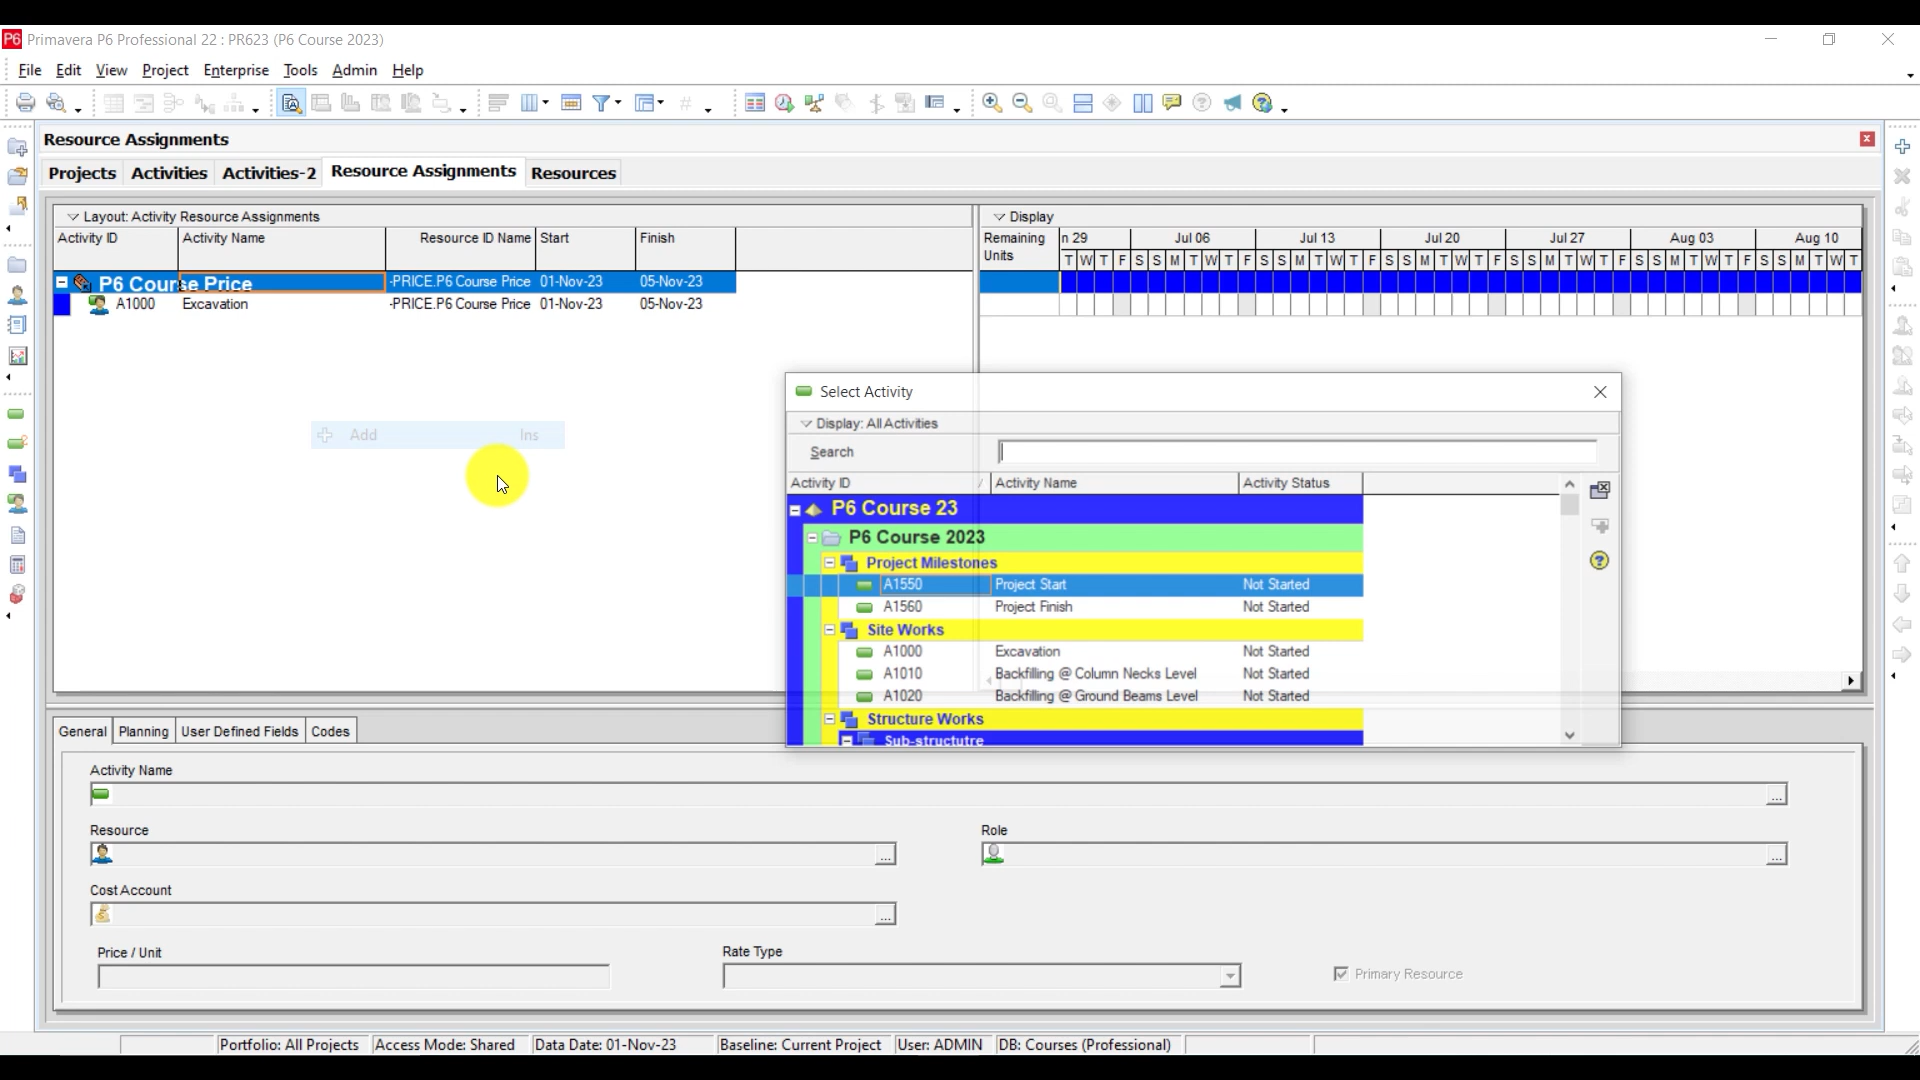 P6 Primavera P6 Professional 22 : PR623 (P6 Course 2023)
File Edit View Project Enterprise Tools Admin Help
Resource Assignments
Projects Activities Activities-2 Resource Assignments Resources
Layout: Activity Resource Assignments
Display
Activity ID Activity Name Resource ID Name Start Finish
Remaining Units
n 29 Jul 06 Jul 13 Jul 20 Jul 27 Aug 03 Aug 10
T W T F S S M T W T F S S M T W T F S S M T W T F S S M T W T F S S M T W T F S S M T W T
P6 Course Price -PRICE.P6 Course Price 01-Nov-23 05-Nov-23
A1000 Excavation -PRICE.P6 Course Price 01-Nov-23 05-Nov-23
Add Ins
Select Activity
Display: All Activities
Search
Activity ID Activity Name Activity Status
P6 Course 23
P6 Course 2023
Project Milestones
A1550 Project Start Not Started
A1560 Project Finish Not Started
Site Works
A1000 Excavation Not Started
A1010 Backfilling @ Column Necks Level Not Started
A1020 Backfilling @ Ground Beams Level Not Started
Structure Works
Sub-structutre
General Planning User Defined Fields Codes
Activity Name
Resource
Role
Cost Account
Price / Unit
Rate Type
Primary Resource
Portfolio: All Projects Access Mode: Shared Data Date: 01-Nov-23 Baseline: Current Project User: ADMIN DB: Courses (Professional)